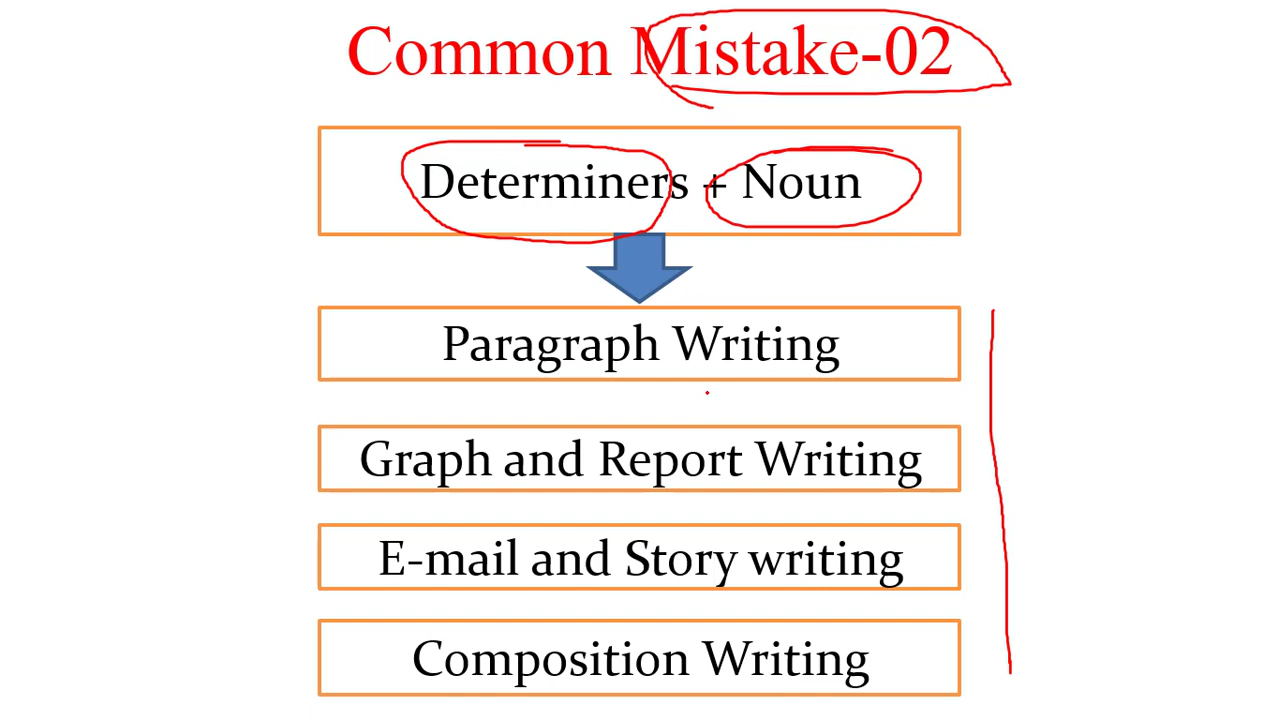 Common Mistake-02
Determiners + Noun
Paragraph Writing
Graph and Report Writing
E-mail and Story writing
Composition Writing